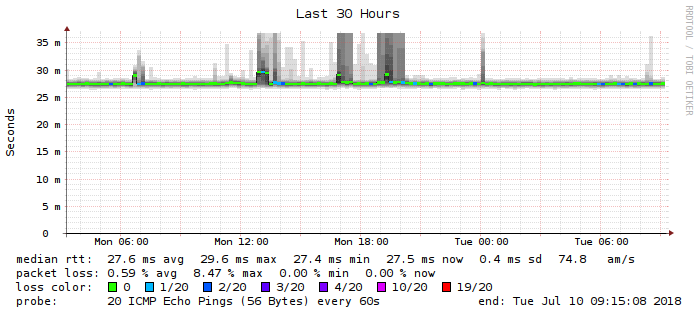 Last 30 Hours
RRDTOOL / TOBI OETIKER
Seconds
35 m
30 m
25 m
20 m
15 m
10 m
5 m
0
Mon 06:00 Mon 12:00 Mon 18:00 Tue 00:00 Tue 06:00
median rtt: 27.6 ms avg 29.6 ms max 27.4 ms min 27.5 ms now 0.4 ms sd 74.8 am/s
packet loss: 0.59 % avg 8.47 % max 0.00 % min 0.00 % now
loss color: 0 1/20 2/20 3/20 4/20 10/20 19/20
probe: 20 ICMP Echo Pings (56 Bytes) every 60s end: Tue Jul 10 09:15:08 2018